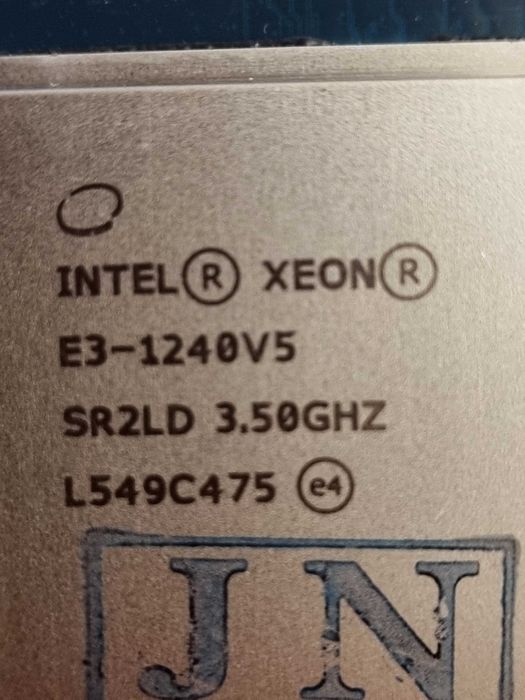 INTEL® XEON®
E3-1240V5
SR2LD 3.50GHZ
L549C475 e4
JN